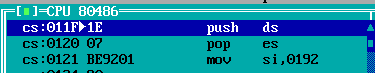 [■]=CPU 80486
cs:011F►1E push ds
cs:0120 07 pop es
cs:0121 BE9201 mov si,0192